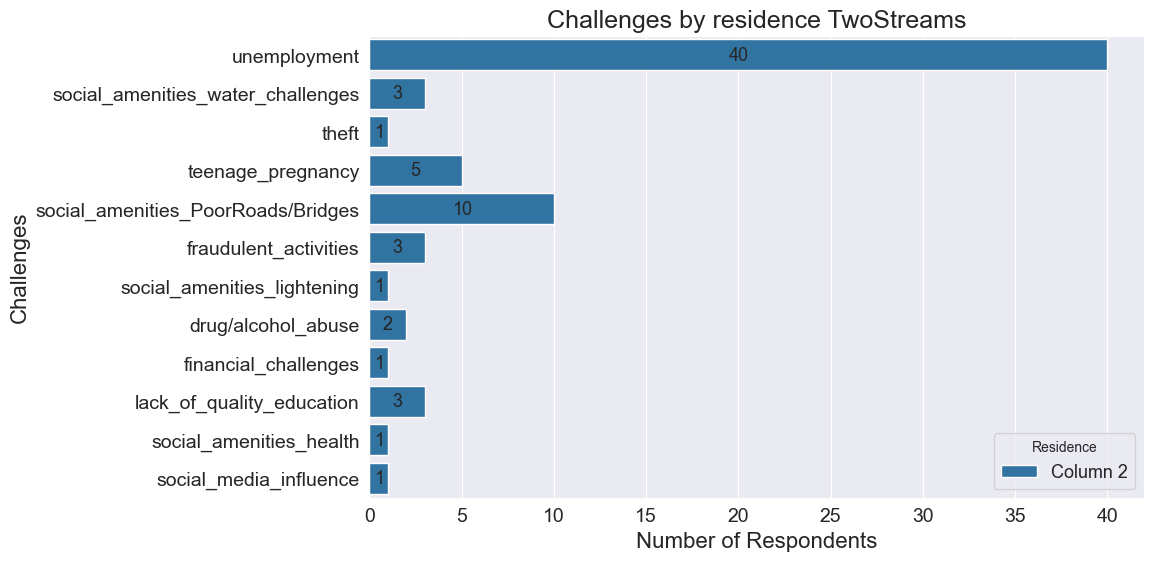 Challenges by residence TwoStreams
Challenges
unemployment 40
social_amenities_water_challenges 3
theft 1
teenage_pregnancy 5
social_amenities_PoorRoads/Bridges 10
fraudulent_activities 3
social_amenities_lightening 1
drug/alcohol_abuse 2
financial_challenges 1
lack_of_quality_education 3
social_amenities_health 1
social_media_influence 1
Residence
Column 2
0 5 10 15 20 25 30 35 40
Number of Respondents